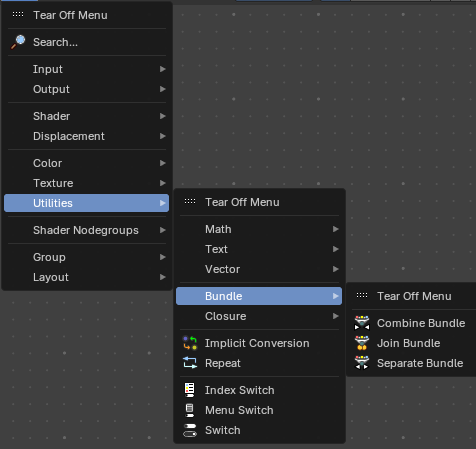 Tear Off Menu
Search...
Input
Output
Shader
Displacement
Color
Texture
Utilities
Shader Nodegroups
Group
Layout
Tear Off Menu
Math
Text
Vector
Bundle
Closure
Implicit Conversion
Repeat
Index Switch
Menu Switch
Switch
Tear Off Menu
Combine Bundle
Join Bundle
Separate Bundle